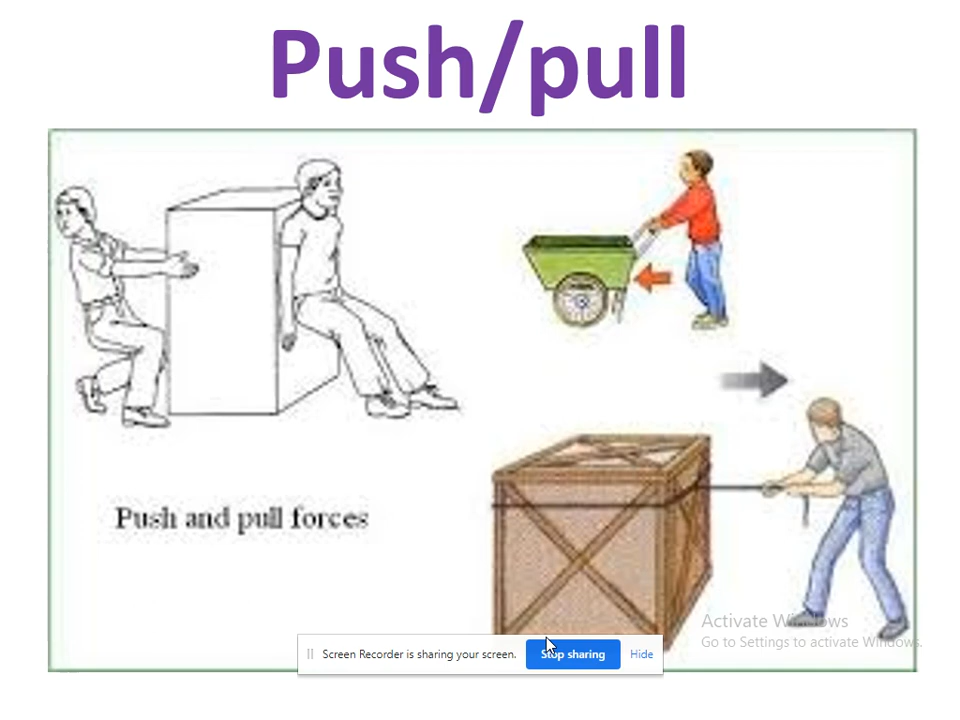 Push/pull
Push and pull forces
Activate Windows
Go to Settings to activate Windows.
Screen Recorder is sharing your screen.
Stop sharing
Hide